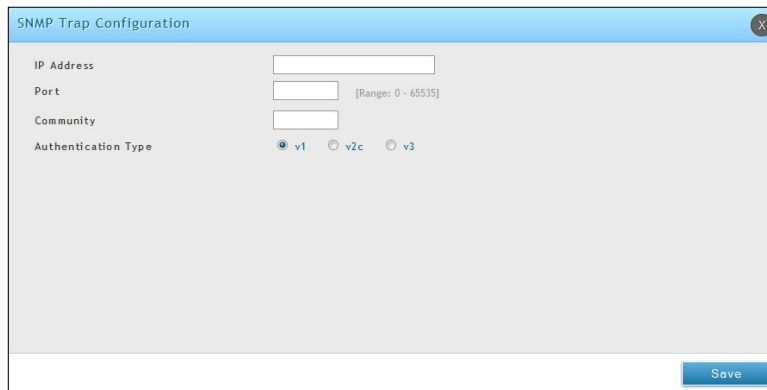 SNMP Trap Configuration
X
IP Address
Port [Range: 0 - 65535]
Community
Authentication Type v1 v2c v3
Save